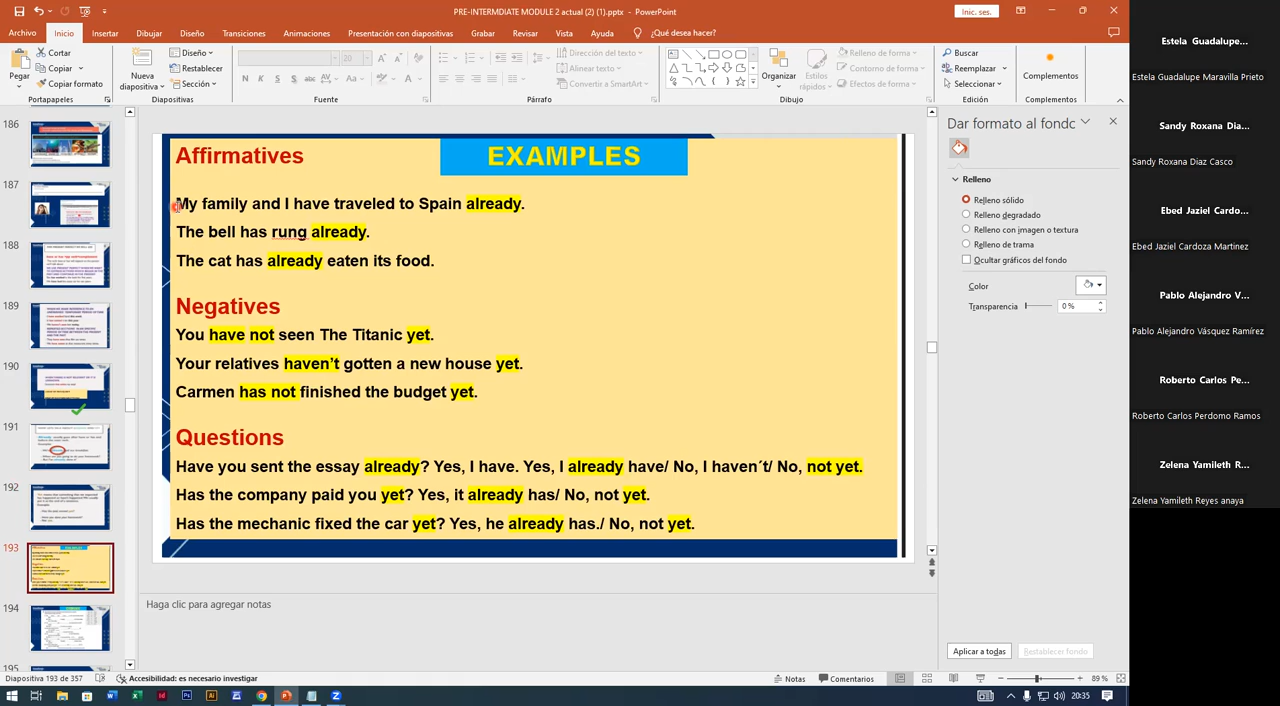 PRE-INTERMDIATE MODULE 2 actual (2) (1).pptx - PowerPoint
Inic. ses.
Archivo Inicio Insertar Dibujar Diseño Transiciones Animaciones Presentación con diapositivas Grabar Revisar Vista Ayuda ¿Qué desea hacer?
Pegar
Cortar
Copiar
Copiar formato
Portapapeles
Nueva diapositiva
Diseño
Restablecer
Sección
Diapositivas
20
N K S S abc AV Aa A
Fuente
Dirección del texto
Alinear texto
Convertir a SmartArt
Párrafo
Organizar
Estilos rápidos
Relleno de forma
Contorno de forma
Efectos de forma
Dibujo
Buscar
Reemplazar
Seleccionar
Edición
Complementos
Complementos
186
187
188
189
190
191
192
193
194
195
Affirmatives
EXAMPLES
My family and I have traveled to Spain already.
The bell has rung already.
The cat has already eaten its food.
Negatives
You have not seen The Titanic yet.
Your relatives haven’t gotten a new house yet.
Carmen has not finished the budget yet.
Questions
Have you sent the essay already? Yes, I have. Yes, I already have/ No, I haven´t/ No, not yet.
Has the company paid you yet? Yes, it already has/ No, not yet.
Has the mechanic fixed the car yet? Yes, he already has./ No, not yet.
Haga clic para agregar notas
Dar formato al fondo
Relleno
Relleno sólido
Relleno degradado
Relleno con imagen o textura
Relleno de trama
Ocultar gráficos del fondo
Color
Transparencia 0 %
Aplicar a todas
Restablecer fondo
Diapositiva 193 de 357
Accesibilidad: es necesario investigar
Notas
Comentarios
89 %
20:35
Estela Guadalupe...
Estela Guadalupe Maravilla Prieto
Sandy Roxana Dia...
Sandy Roxana Diaz Casco
Ebed Jaziel Cardo...
Ebed Jaziel Cardoza Martinez
Pablo Alejandro V...
Pablo Alejandro Vásquez Ramírez
Roberto Carlos Pe...
Roberto Carlos Perdomo Ramos
Zelena Yamileth R...
Zelena Yamileth Reyes anaya